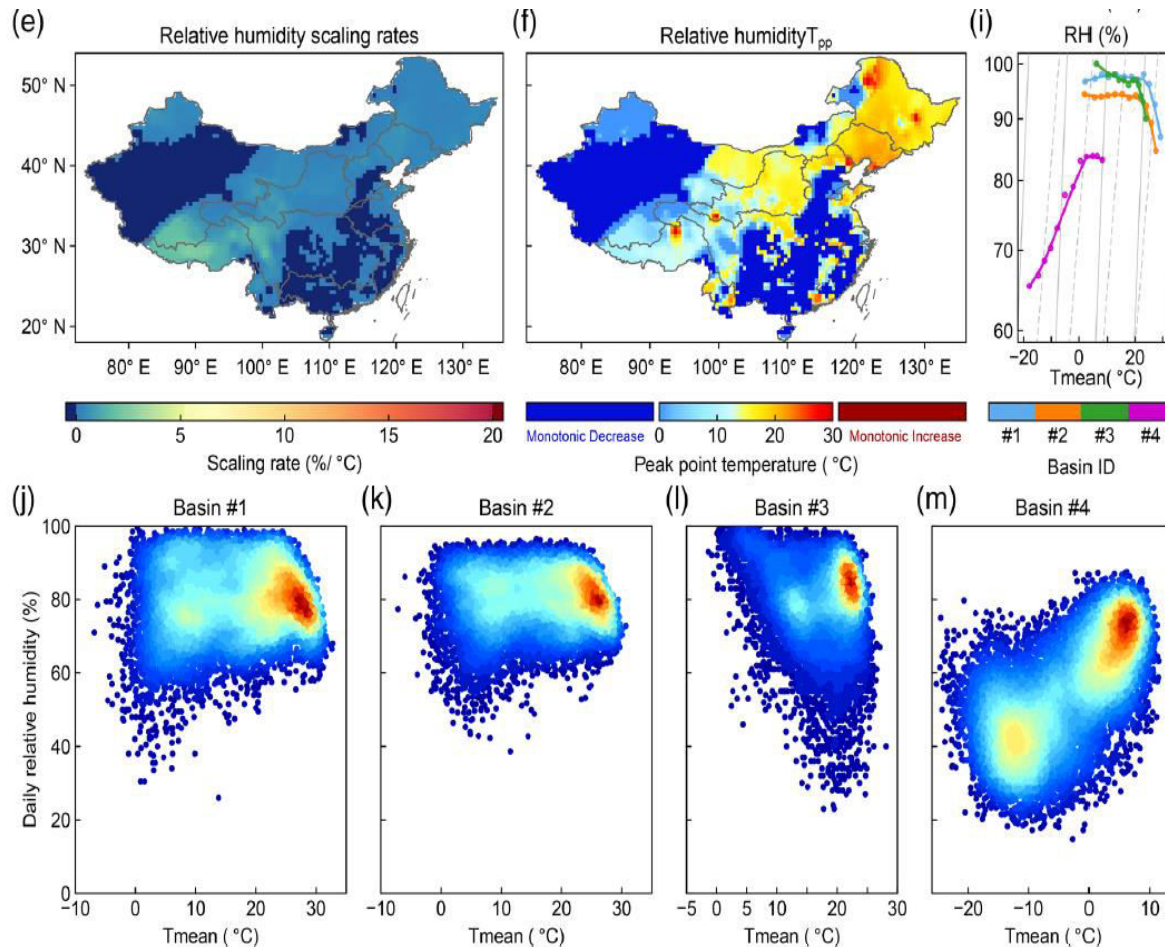 (e)
Relative humidity scaling rates
50° N
40° N
30° N
20° N
80° E 90° E 100° E 110° E 120° E 130° E
0 5 10 15 20
Scaling rate (%/ °C)
(f)
Relative humidityTpp
80° E 90° E 100° E 110° E 120° E 130° E
Monotonic Decrease
0 10 20 30
Monotonic Increase
Peak point temperature ( °C)
(i)
RH (%)
100
90
80
70
60
−20 0 20
Tmean( °C)
#1 #2 #3 #4
Basin ID
(j)
Basin #1
Daily relative humidity (%)
100
80
60
40
20
0
−10 0 10 20 30
Tmean ( °C)
(k)
Basin #2
−10 0 10 20 30
Tmean ( °C)
(l)
Basin #3
−5 0 5 10 15 20 25 30
Tmean ( °C)
(m)
Basin #4
−20 −10 0 10
Tmean ( °C)